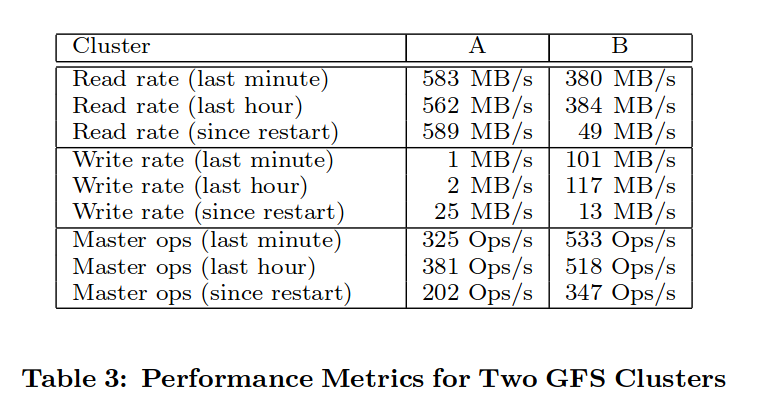 Cluster A B
Read rate (last minute) 583 MB/s 380 MB/s
Read rate (last hour) 562 MB/s 384 MB/s
Read rate (since restart) 589 MB/s 49 MB/s
Write rate (last minute) 1 MB/s 101 MB/s
Write rate (last hour) 2 MB/s 117 MB/s
Write rate (since restart) 25 MB/s 13 MB/s
Master ops (last minute) 325 Ops/s 533 Ops/s
Master ops (last hour) 381 Ops/s 518 Ops/s
Master ops (since restart) 202 Ops/s 347 Ops/s
Table 3: Performance Metrics for Two GFS Clusters